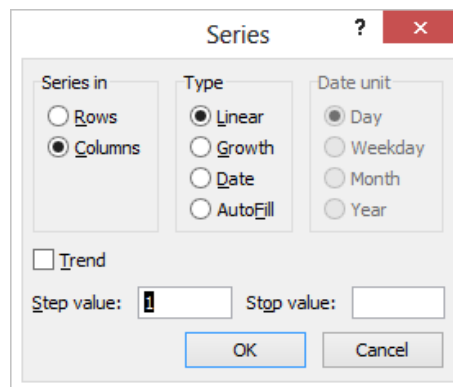 Series ? ×
Series in Type Date unit
Rows Linear Day
Columns Growth Weekday
Date Month
AutoFill Year
Trend
Step value: 1 Stop value:
OK Cancel